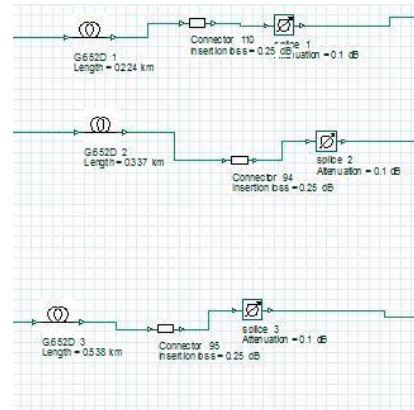 G652D 1
Length = 0.224 km
Connector 110
Insertion loss = 0.25 dB
splice 1
Attenuation = 0.1 dB
G652D 2
Length = 0.337 km
Connector 94
Insertion loss = 0.25 dB
splice 2
Attenuation = 0.1 dB
G652D 3
Length = 0.538 km
Connector 95
Insertion loss = 0.25 dB
splice 3
Attenuation = 0.1 dB